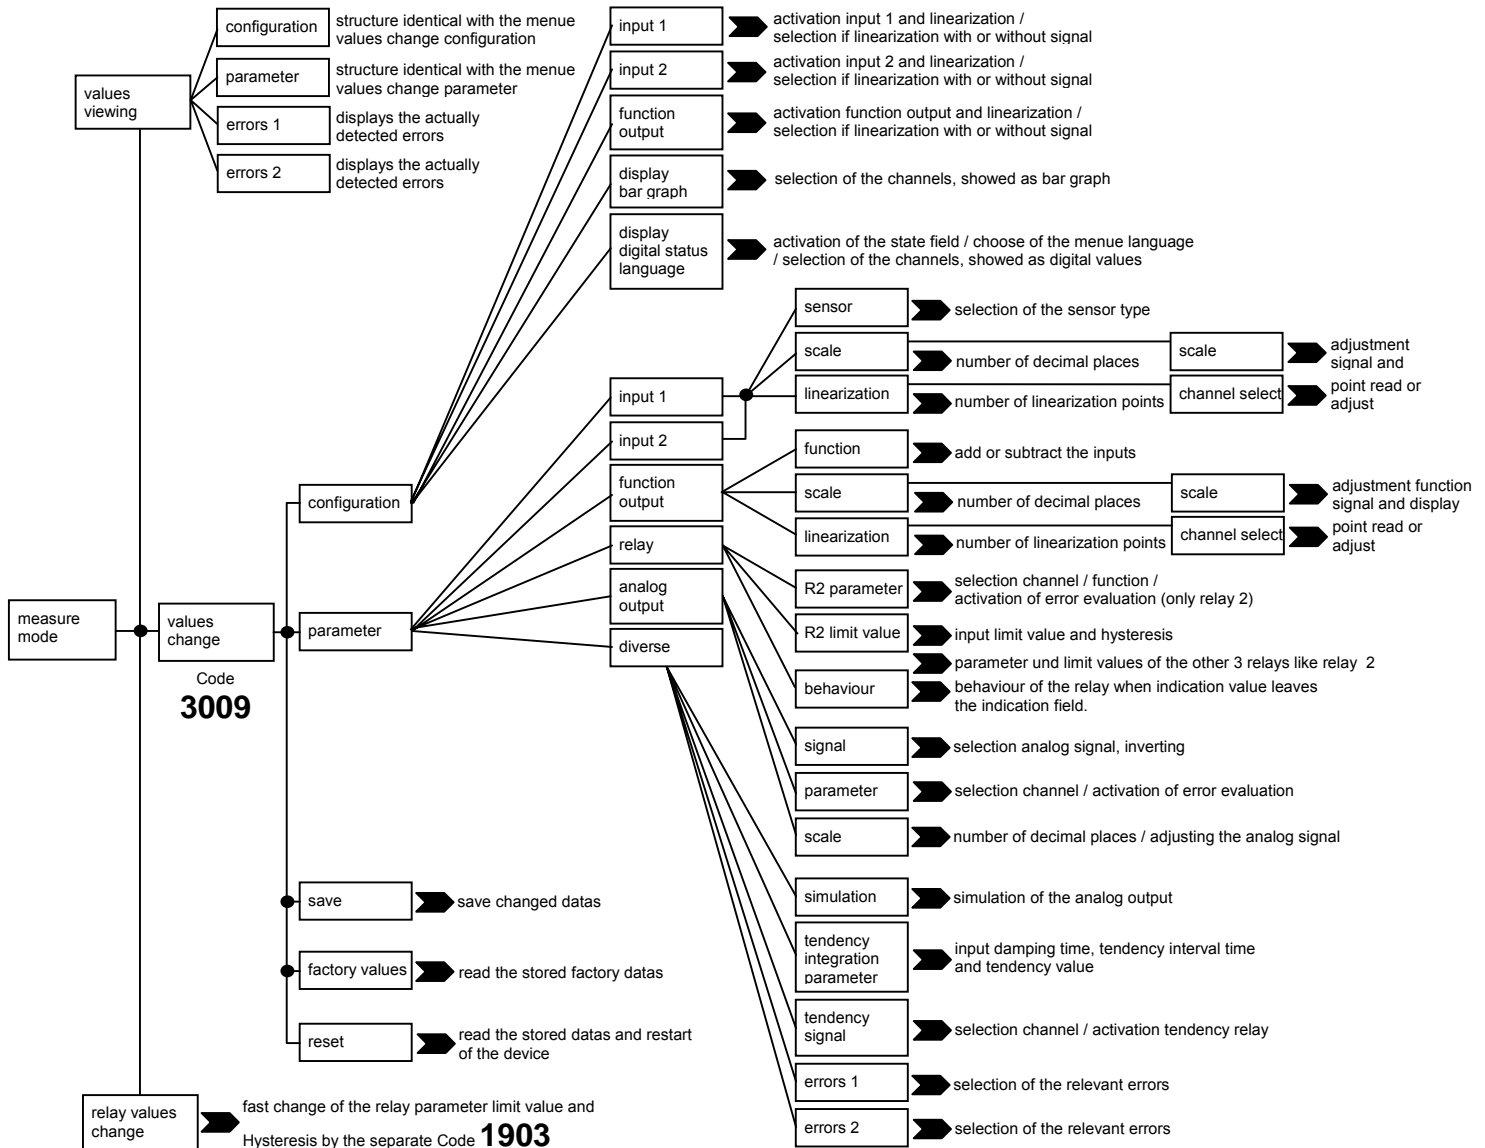 values
viewing
configuration
structure identical with the menue
values change configuration
parameter
structure identical with the menue
values change parameter
errors 1
displays the actually
detected errors
errors 2
displays the actually
detected errors
input 1
activation input 1 and linearization /
selection if linearization with or without signal
input 2
activation input 2 and linearization /
selection if linearization with or without signal
function
output
activation function output and linearization /
selection if linearization with or without signal
display
bar graph
selection of the channels, showed as bar graph
display
digital status
language
activation of the state field / choose of the menue language
/ selection of the channels, showed as digital values
measure
mode
values
change
Code
3009
configuration
parameter
input 1
input 2
function
output
relay
analog
output
diverse
sensor
selection of the sensor type
scale
number of decimal places
scale
adjustment
signal and
linearization
number of linearization points
channel select
point read or
adjust
function
add or subtract the inputs
scale
number of decimal places
scale
adjustment function
signal and display
linearization
number of linearization points
channel select
point read or
adjust
R2 parameter
selection channel / function /
activation of error evaluation (only relay 2)
R2 limit value
input limit value and hysteresis
parameter und limit values of the other 3 relays like relay 2
behaviour
behaviour of the relay when indication value leaves
the indication field.
signal
selection analog signal, inverting
parameter
selection channel / activation of error evaluation
scale
number of decimal places / adjusting the analog signal
simulation
simulation of the analog output
tendency
integration
parameter
input damping time, tendency interval time
and tendency value
tendency
signal
selection channel / activation tendency relay
errors 1
selection of the relevant errors
errors 2
selection of the relevant errors
save
save changed datas
factory values
read the stored factory datas
reset
read the stored datas and restart
of the device
relay values
change
fast change of the relay parameter limit value and
Hysteresis by the separate Code 1903